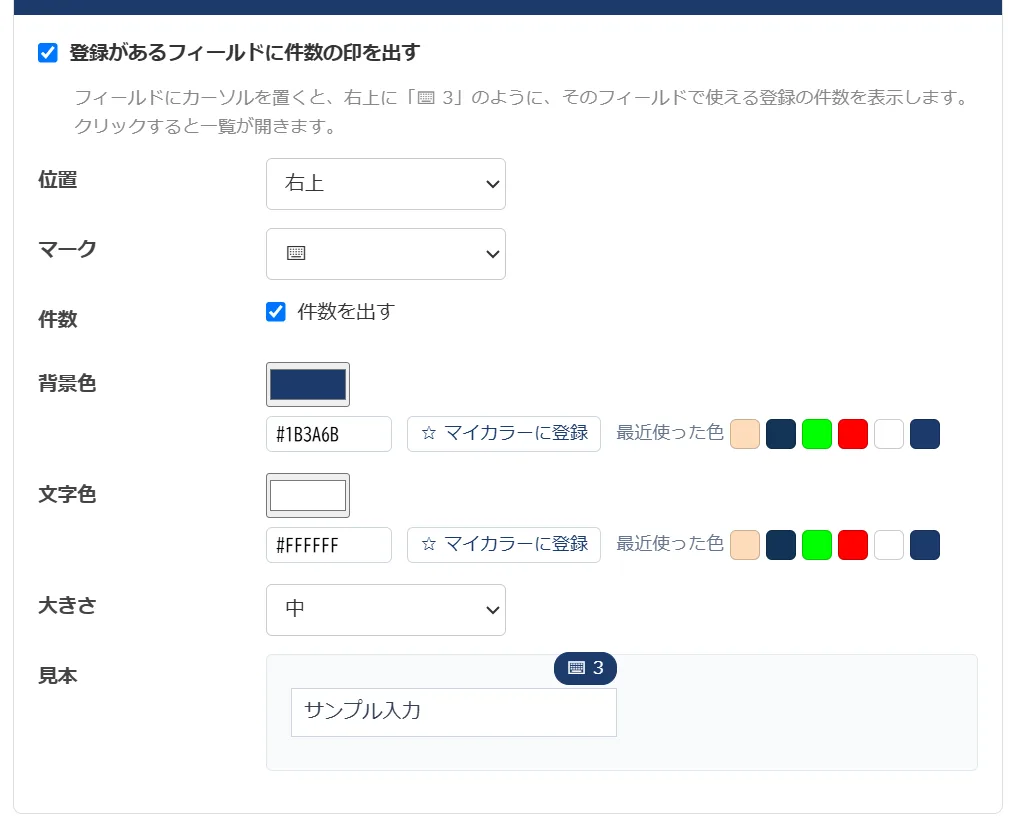 登録があるフィールドに件数の印を出す
フィールドにカーソルを置くと、右上に「⌨ 3」のように、そのフィールドで使える登録の件数を表示します。
クリックすると一覧が開きます。
位置
右上
マーク
⌨
件数
件数を出す
背景色
#1B3A6B
☆ マイカラーに登録
最近使った色
文字色
#FFFFFF
☆ マイカラーに登録
最近使った色
大きさ
中
見本
⌨ 3
サンプル入力